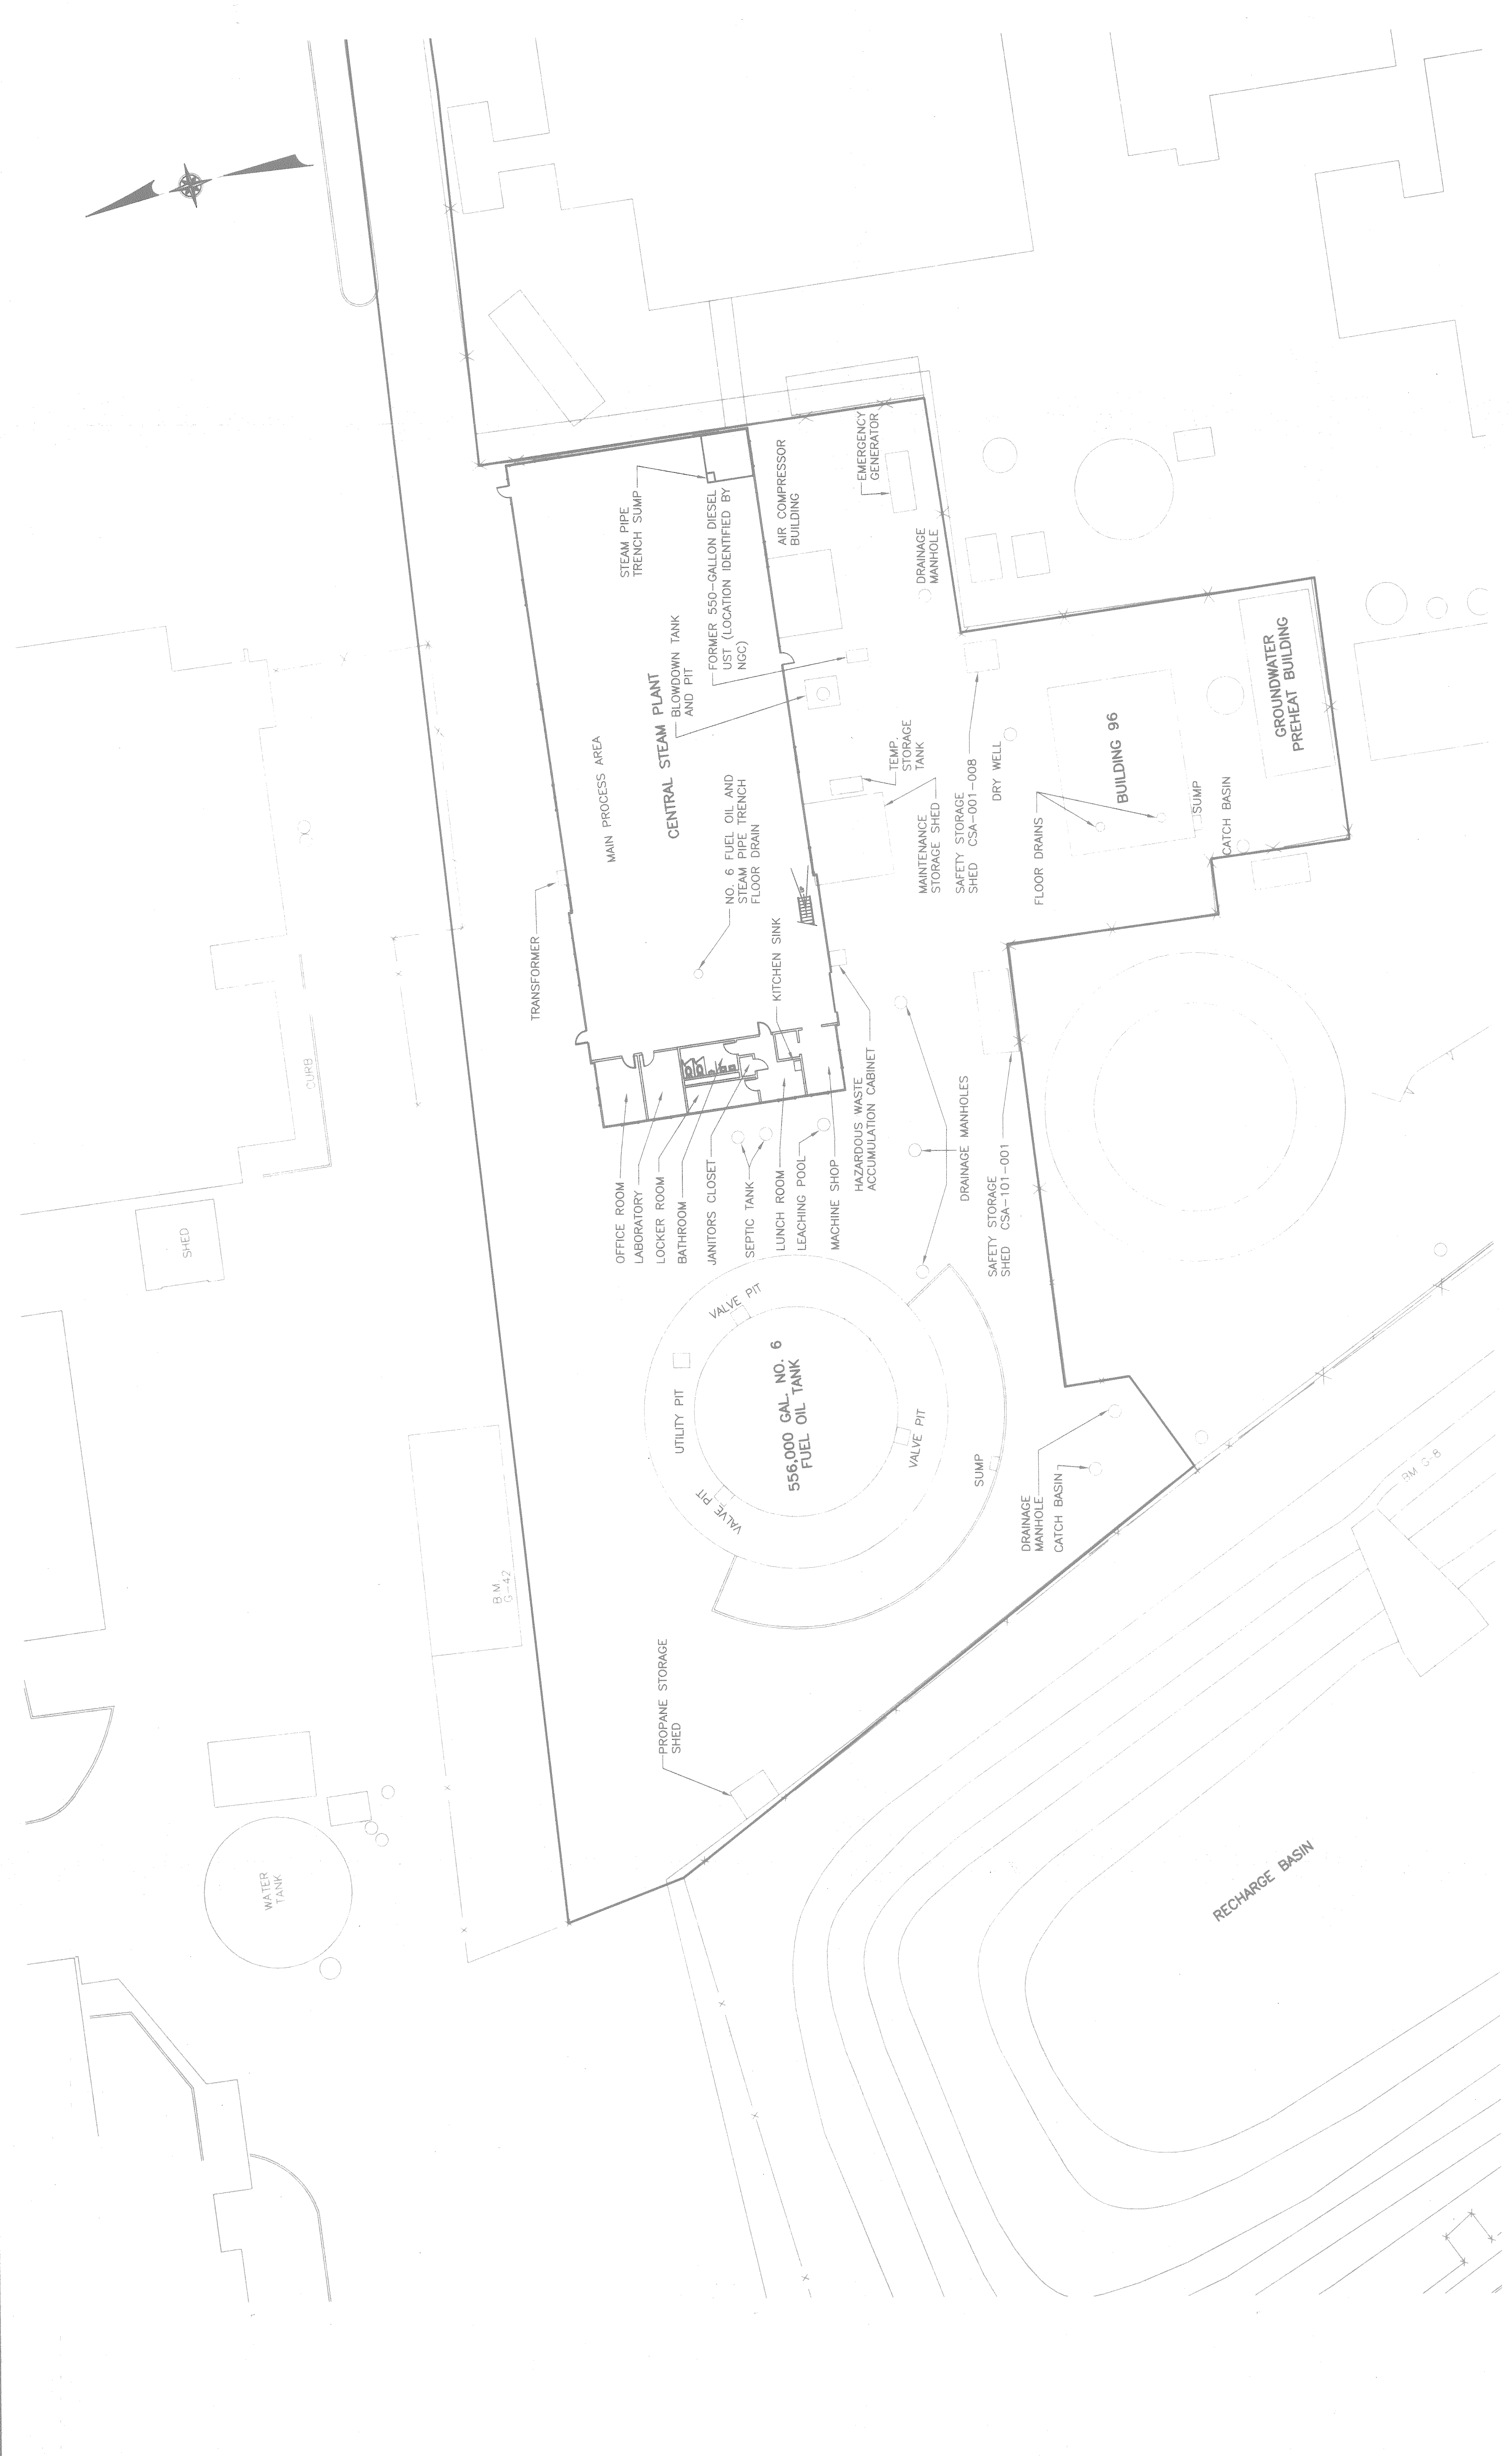 CURB
SHED
WATER
TANK
B.M.
G-42
TRANSFORMER
MAIN PROCESS AREA
CENTRAL STEAM PLANT
STEAM PIPE
TRENCH SUMP
BLOWDOWN TANK
AND PIT
FORMER 550-GALLON DIESEL
UST (LOCATION IDENTIFIED BY
NGC)
NO. 6 FUEL OIL AND
STEAM PIPE TRENCH
FLOOR DRAIN
KITCHEN SINK
AIR COMPRESSOR
BUILDING
EMERGENCY
GENERATOR
DRAINAGE
MANHOLE
TEMP.
STORAGE
TANK
MAINTENANCE
STORAGE SHED
SAFETY STORAGE
SHED CSA-001-008
DRY WELL
FLOOR DRAINS
BUILDING 96
SUMP
CATCH BASIN
GROUNDWATER
PREHEAT BUILDING
OFFICE ROOM
LABORATORY
LOCKER ROOM
BATHROOM
JANITORS CLOSET
SEPTIC TANK
LUNCH ROOM
LEACHING POOL
MACHINE SHOP
HAZARDOUS WASTE
ACCUMULATION CABINET
DRAINAGE MANHOLES
SAFETY STORAGE
SHED CSA-101-001
VALVE PIT
UTILITY PIT
556,000 GAL. NO. 6
FUEL OIL TANK
VALVE PIT
VALVE PIT
SUMP
DRAINAGE
MANHOLE
CATCH BASIN
PROPANE STORAGE
SHED
BM G-8
RECHARGE BASIN